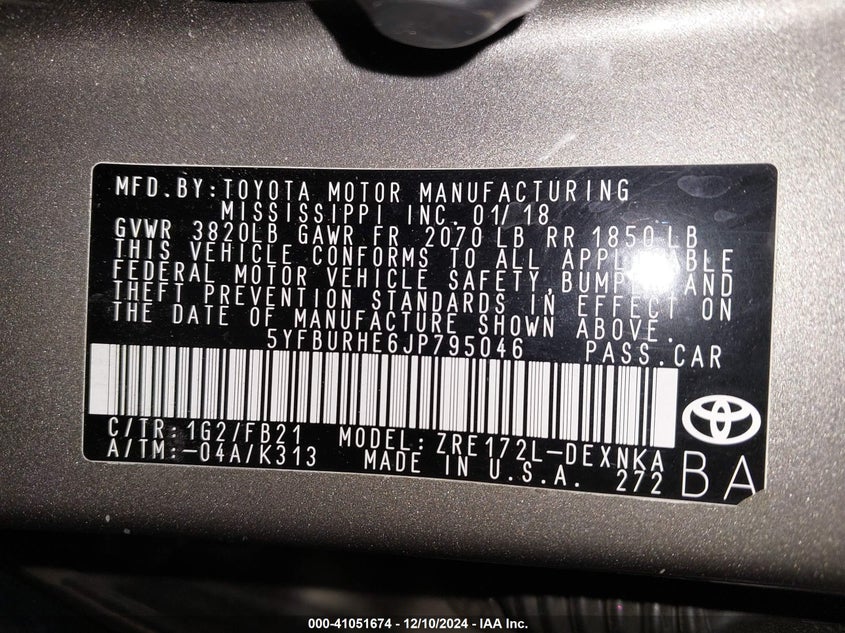 MFD.BY:TOYOTA MOTOR MANUFACTURING
MISSISSIPPI INC. 01/18
GVWR 3820LB GAWR FR 2070 LB RR 1850 LB
THIS VEHICLE CONFORMS TO ALL APPLICABLE
FEDERAL MOTOR VEHICLE SAFETY, BUMPER, AND
THEFT PREVENTION STANDARDS IN EFFECT ON
THE DATE OF MANUFACTURE SHOWN ABOVE.
5YFBURHE6JP795046 PASS.CAR
C/TR:1G2/FB21 MODEL:ZRE172L-DEXNKA
A/TM:-04A/K313 MADE IN U.S.A. 272
BA
000-41051674 - 12/10/2024 - IAA Inc.